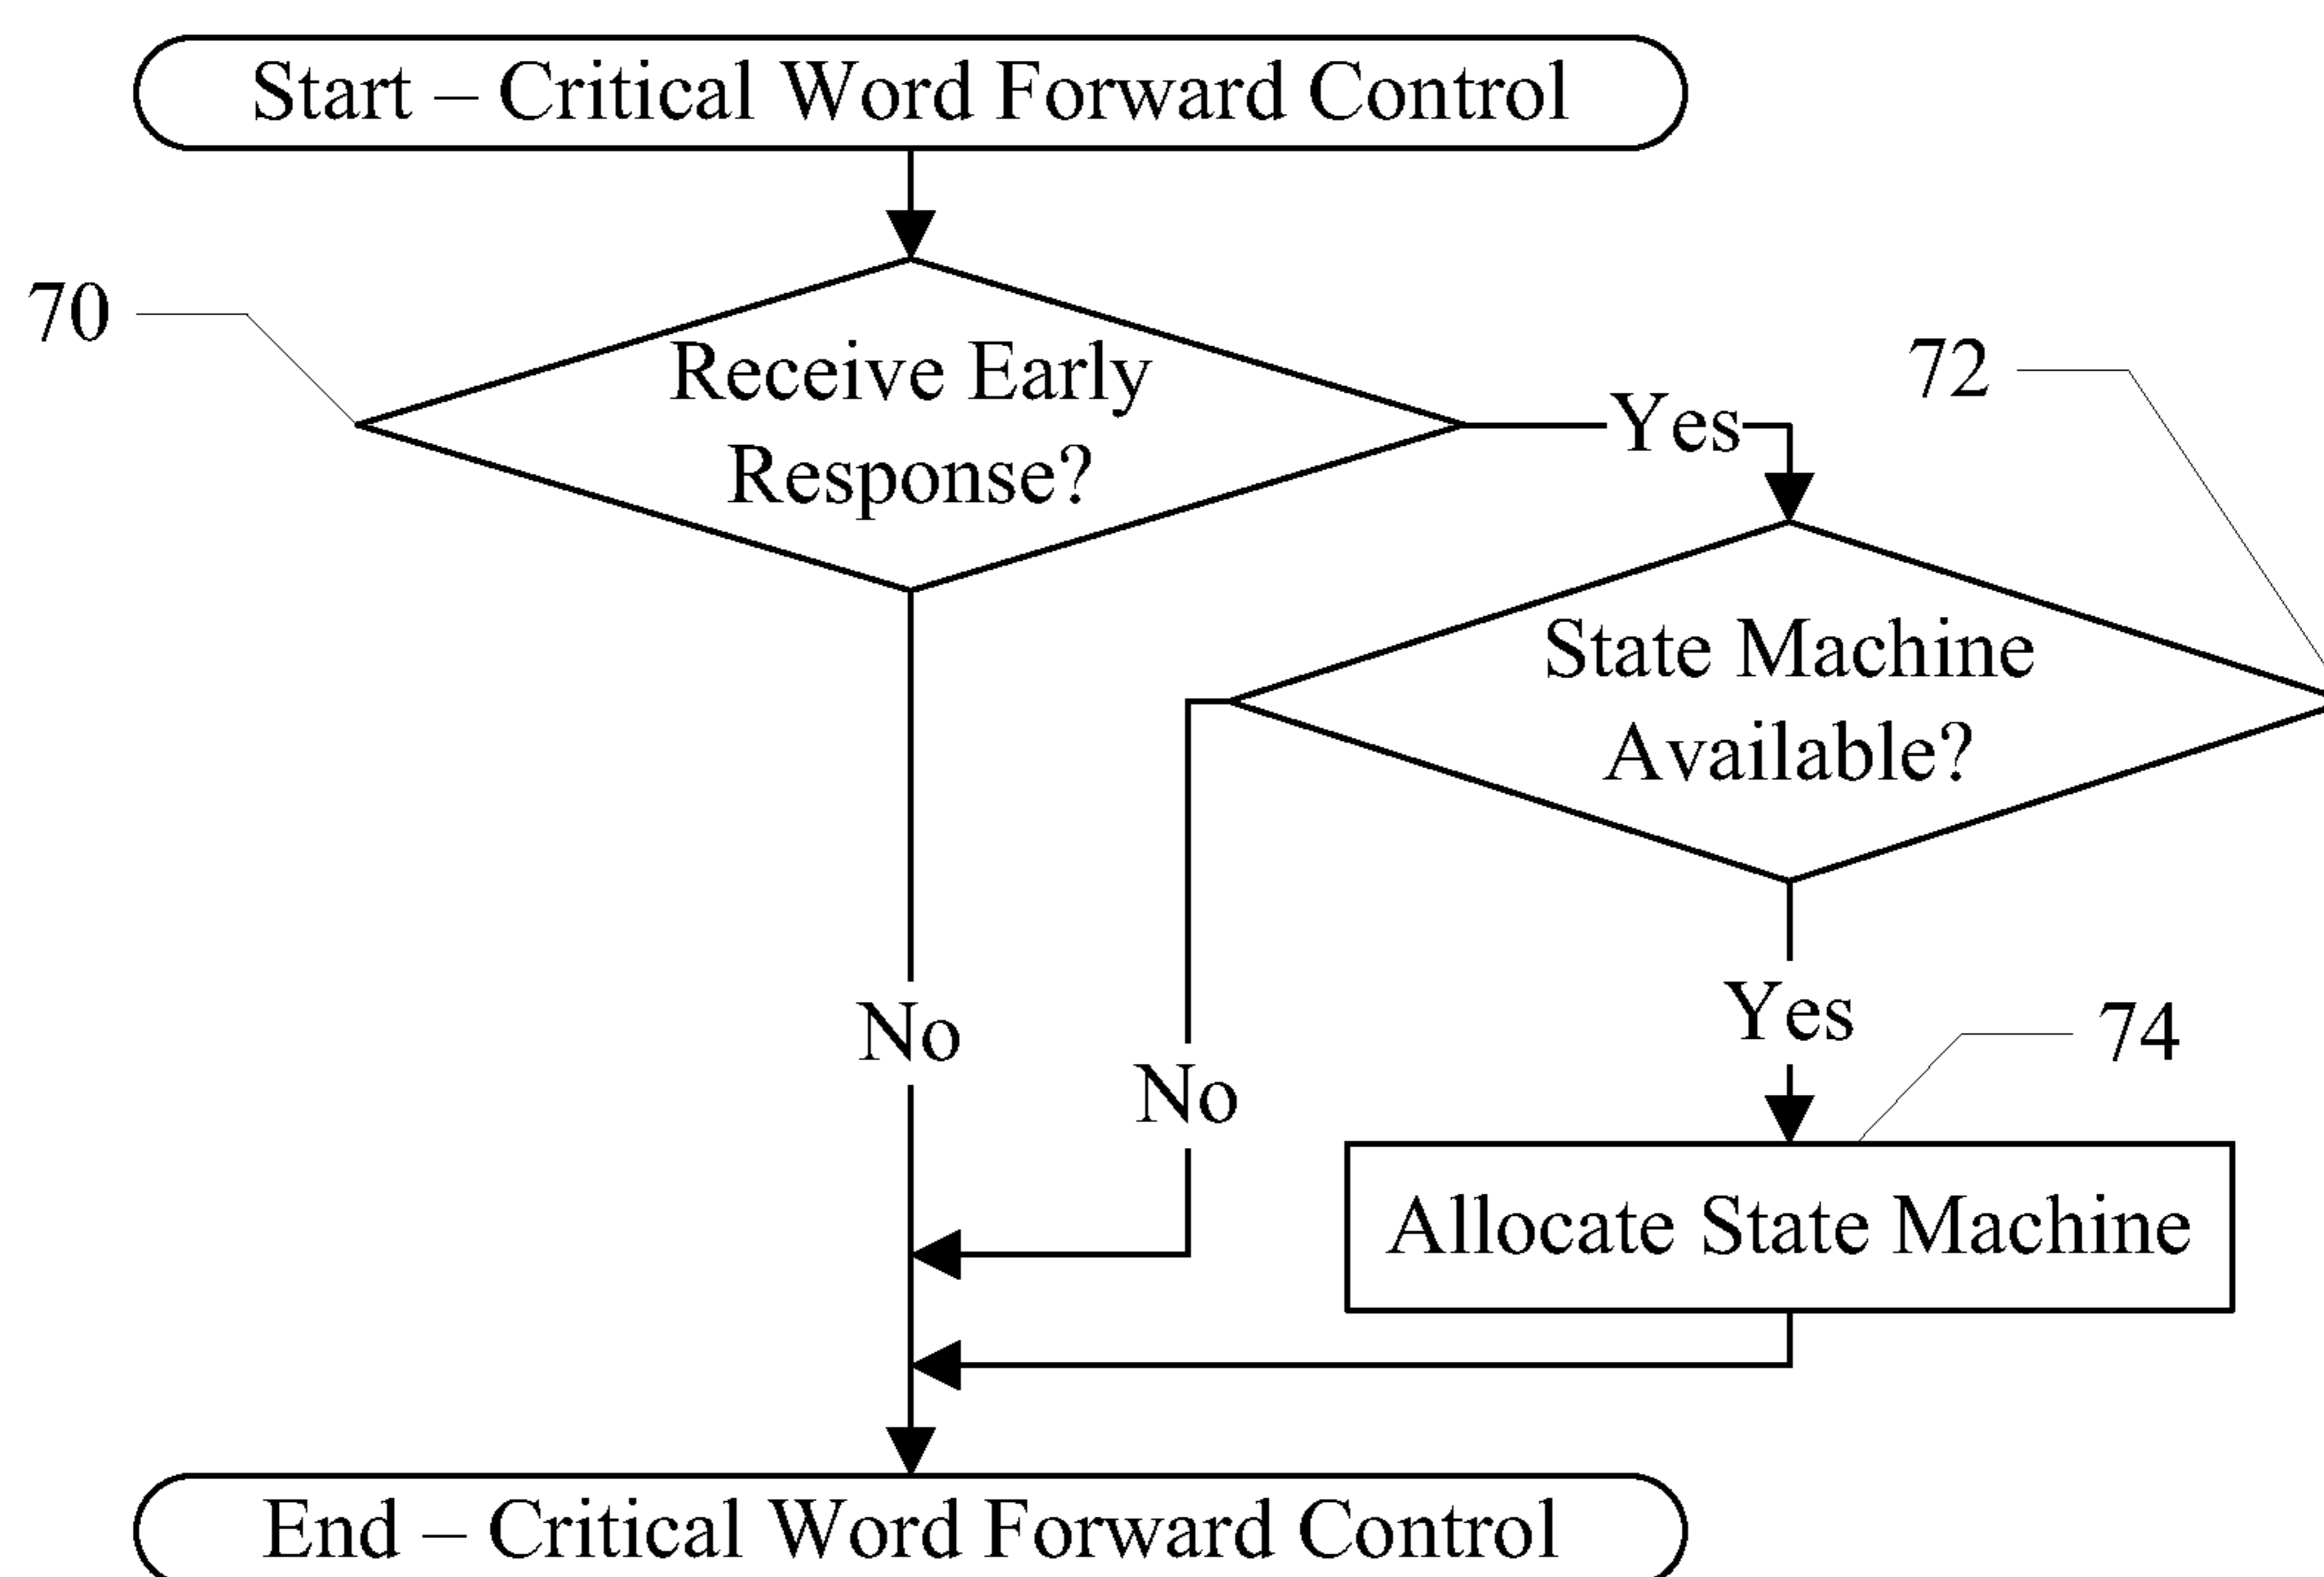 Start – Critical Word Forward Control
70
Receive Early
Response?
Yes
72
State Machine
Available?
No
No
Yes
74
Allocate State Machine
End – Critical Word Forward Control